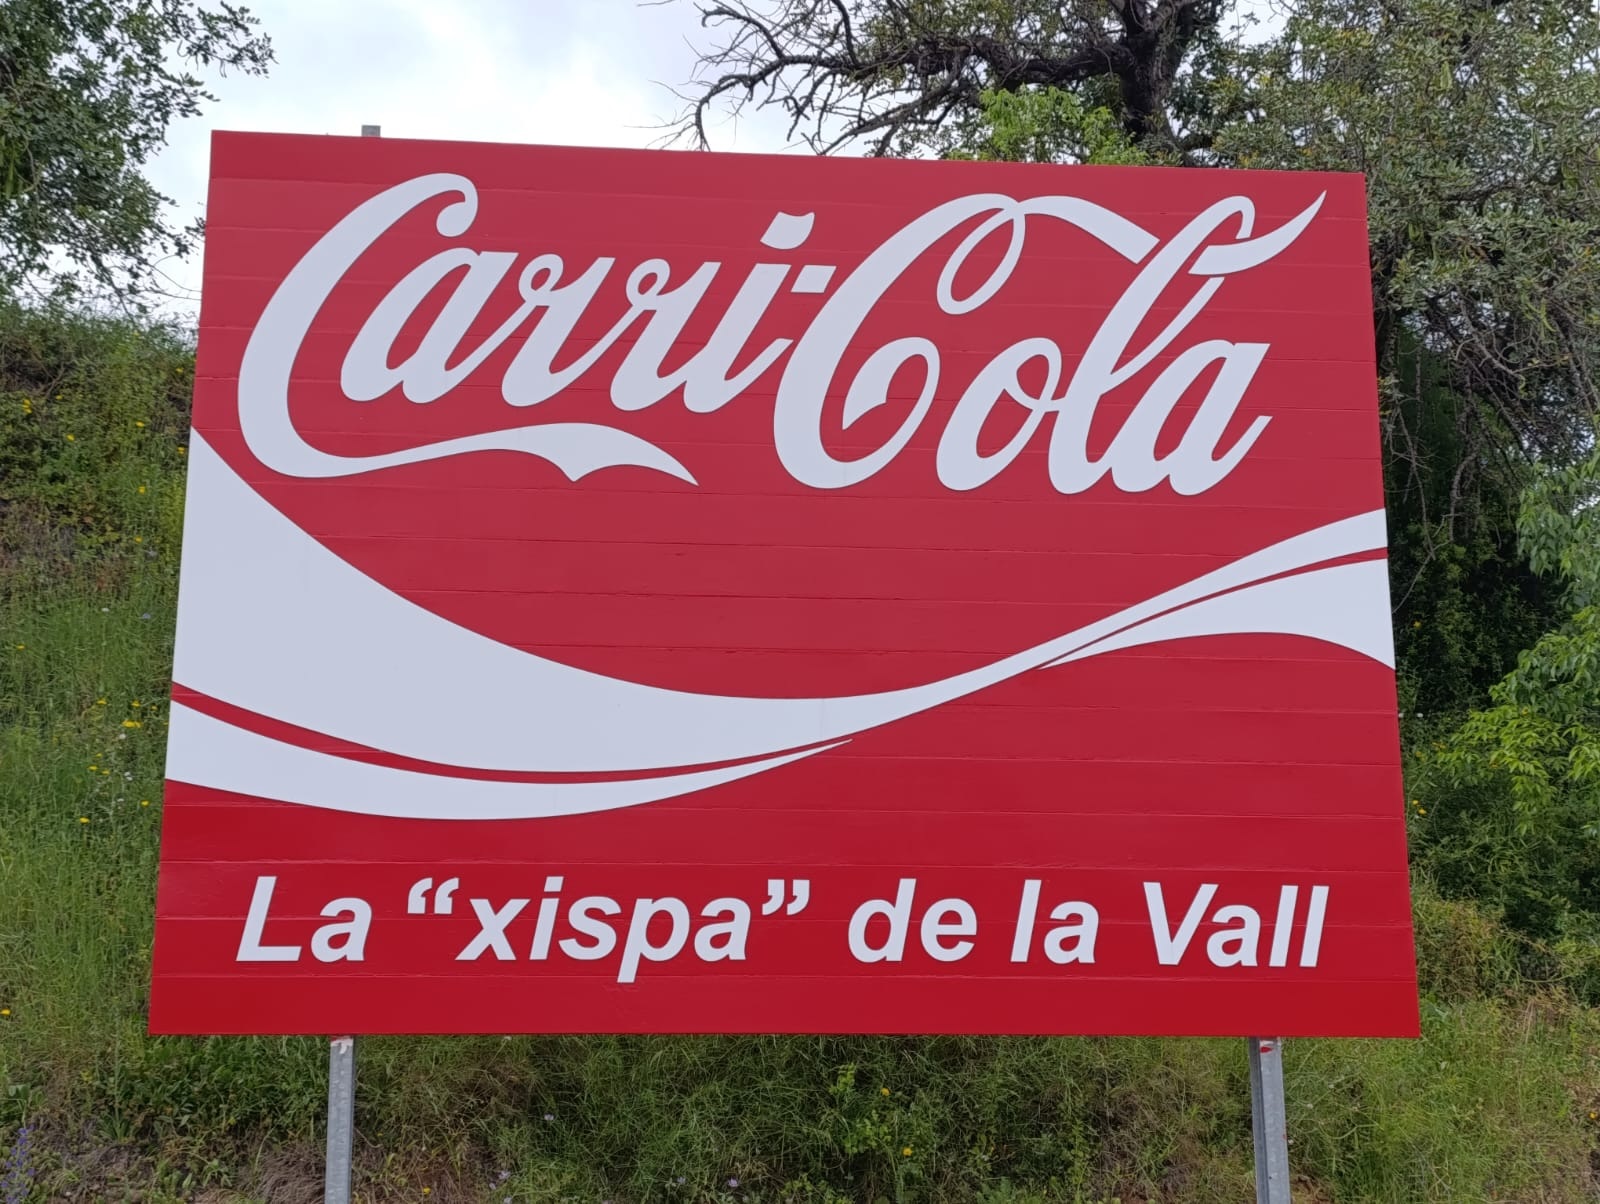 Carri-Cola
La “xispa” de la Vall